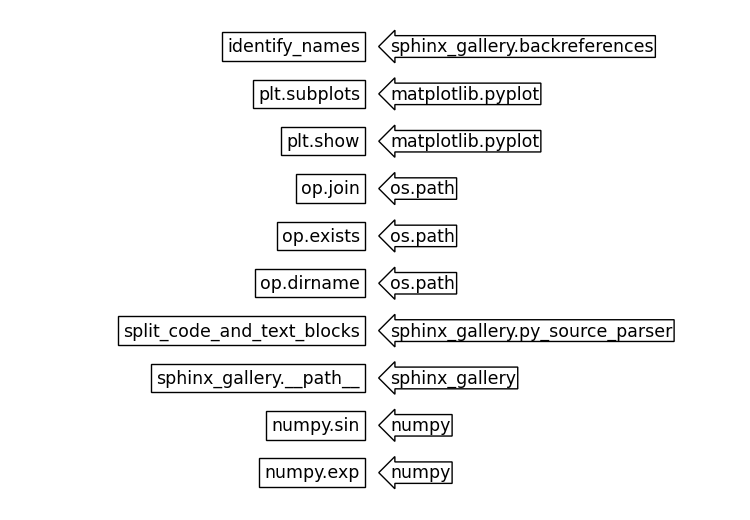 identify_names sphinx_gallery.backreferences
plt.subplots matplotlib.pyplot
plt.show matplotlib.pyplot
op.join os.path
op.exists os.path
op.dirname os.path
split_code_and_text_blocks sphinx_gallery.py_source_parser
sphinx_gallery.__path__ sphinx_gallery
numpy.sin numpy
numpy.exp numpy